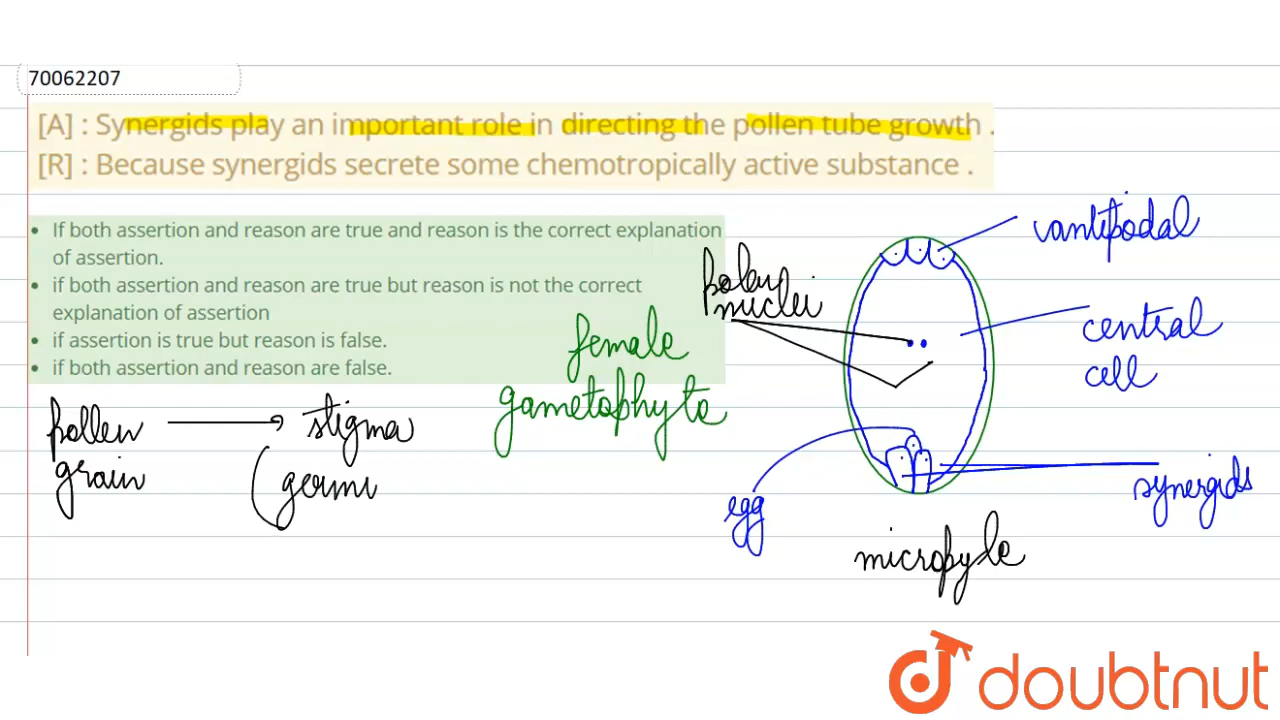 70062207
[A] : Synergids play an important role in directing the pollen tube growth .
[R] : Because synergids secrete some chemotropically active substance .
• If both assertion and reason are true and reason is the correct explanation
of assertion.
• if both assertion and reason are true but reason is not the correct
explanation of assertion
• if assertion is true but reason is false.
• if both assertion and reason are false.
pollen
grain
stigma
(germi
female
gametophyte
polar
nuclei
antipodal
central
cell
egg
synergids
micropyle
doubtnut